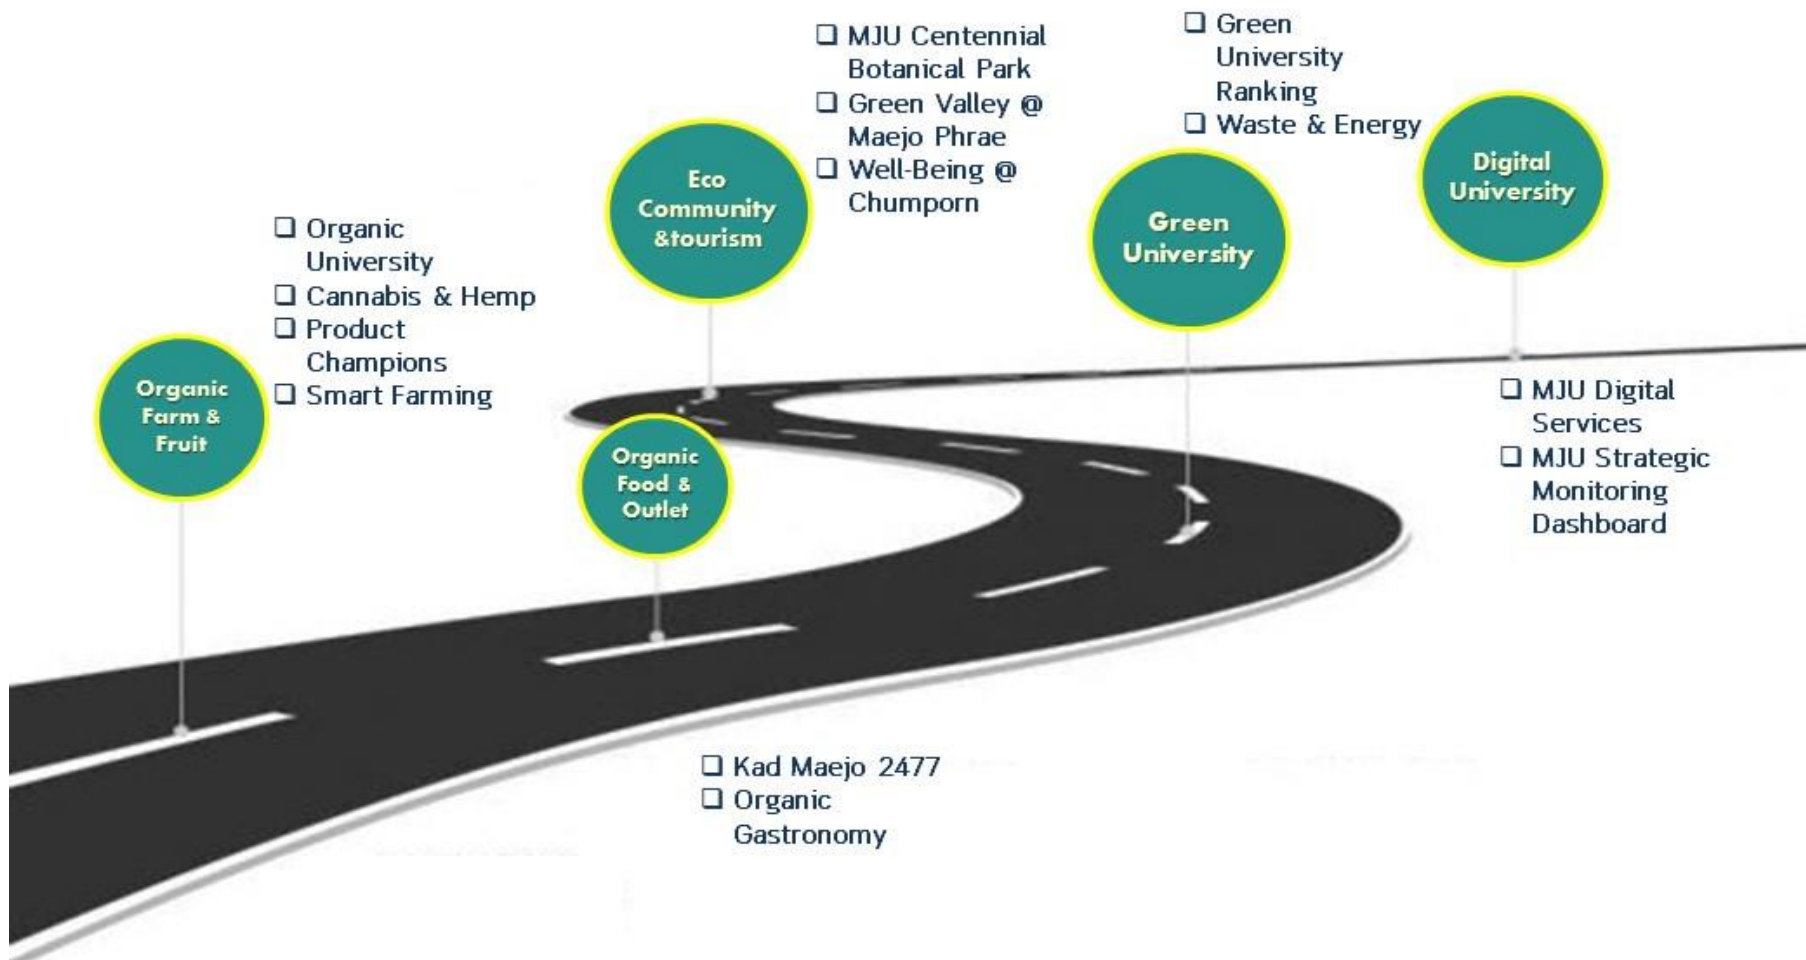 Organic
Farm &
Fruit
❑ Organic
University
❑ Cannabis & Hemp
❑ Product
Champions
❑ Smart Farming
Organic
Food &
Outlet
❑ Kad Maejo 2477
❑ Organic
Gastronomy
Eco
Community
&tourism
❑ MJU Centennial
Botanical Park
❑ Green Valley @
Maejo Phrae
❑ Well-Being @
Chumporn
Green
University
❑ Green
University
Ranking
❑ Waste & Energy
Digital
University
❑ MJU Digital
Services
❑ MJU Strategic
Monitoring
Dashboard